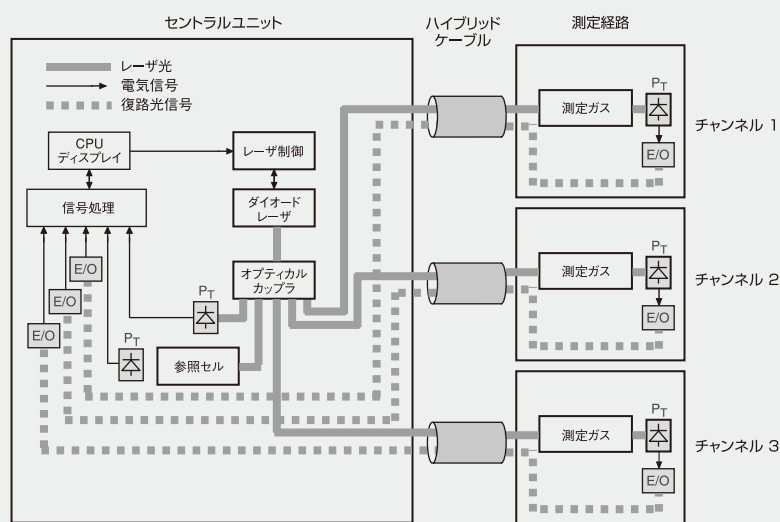 セントラルユニット
ハイブリッド
ケーブル
測定経路
レーザ光
電気信号
復路光信号
CPU
ディスプレイ
レーザ制御
信号処理
ダイオード
レーザ
オプティカル
カップラ
E/O
E/O
E/O
PT
PT
参照セル
測定ガス
PT
E/O
チャンネル 1
測定ガス
PT
E/O
チャンネル 2
測定ガス
PT
E/O
チャンネル 3